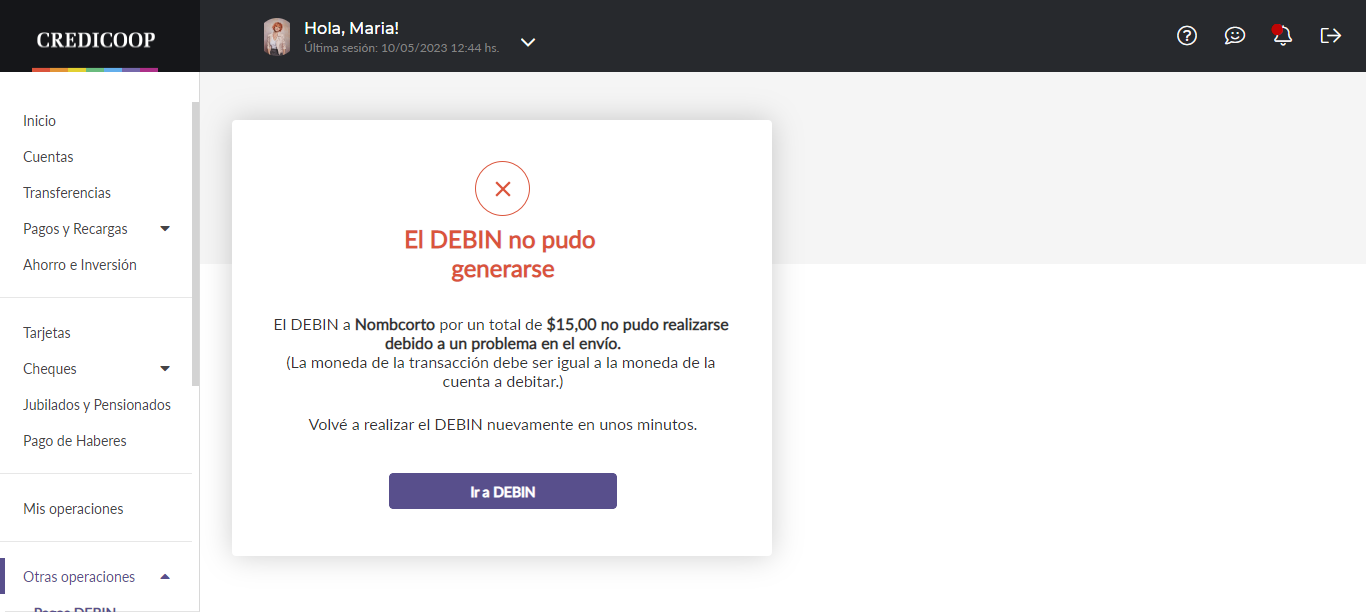 CREDICOOP
Hola, Maria!
Última sesión: 10/05/2023 12:44 hs.
Inicio
Cuentas
Transferencias
Pagos y Recargas
Ahorro e Inversión
Tarjetas
Cheques
Jubilados y Pensionados
Pago de Haberes
Mis operaciones
Otras operaciones
Pagos DEBIN
El DEBIN no pudo
generarse
El DEBIN a Nombcorto por un total de $15,00 no pudo realizarse
debido a un problema en el envío.
(La moneda de la transacción debe ser igual a la moneda de la
cuenta a debitar.)
Volvé a realizar el DEBIN nuevamente en unos minutos.
Ir a DEBIN